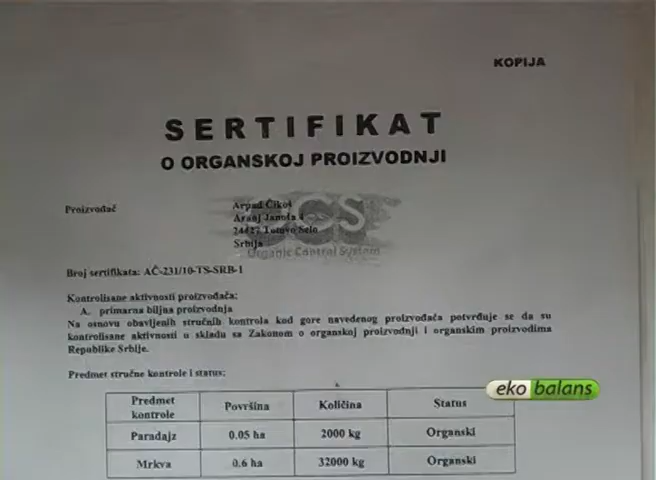 KOPIJA
SERTIFIKAT
O ORGANSKOJ PROIZVODNJI
Proizvođač
Arpad Čikoš
Aranj Janoša 4
24427 Totovo Selo
Srbija
OCS
Organic Control System
Broj sertifikata: AČ-231/10-TS-SRB-1
Kontrolisane aktivnosti proizvođača:
A. primarna biljna proizvodnja
Na osnovu obavljenih stručnih kontrola kod gore navedenog proizvođača potvrđuje se da su
kontrolisane aktivnosti u skladu sa Zakonom o organskoj proizvodnji i organskim proizvodima
Republike Srbije.
Predmet stručne kontrole i status:
eko balans
Predmet kontrole Površina Količina Status
Paradajz 0.05 ha 2000 kg Organski
Mrkva 0.6 ha 32000 kg Organski